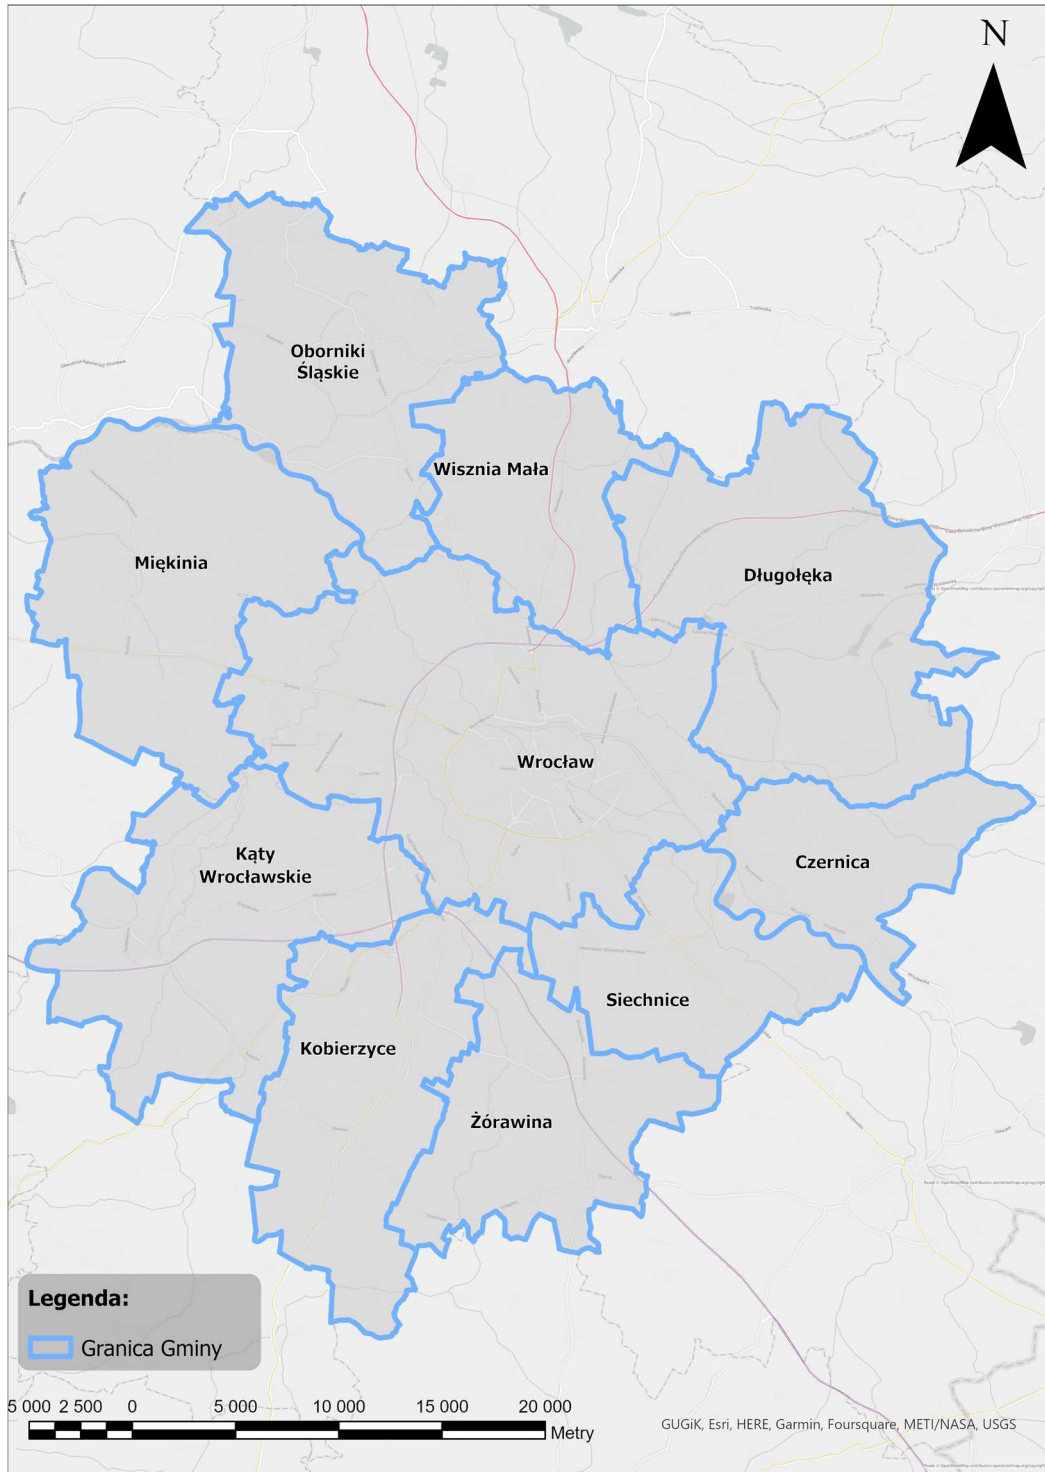 N
Oborniki
Śląskie
Wisznia Mała
Miękinia
Długołęka
Wrocław
Kąty
Wrocławskie
Czernica
Siechnice
Kobierzyce
Żórawina
Legenda:
Granica Gminy
5 000 2 500 0 5 000 10 000 15 000 20 000
Metry
GUGiK, Esri, HERE, Garmin, Foursquare, METI/NASA, USGS